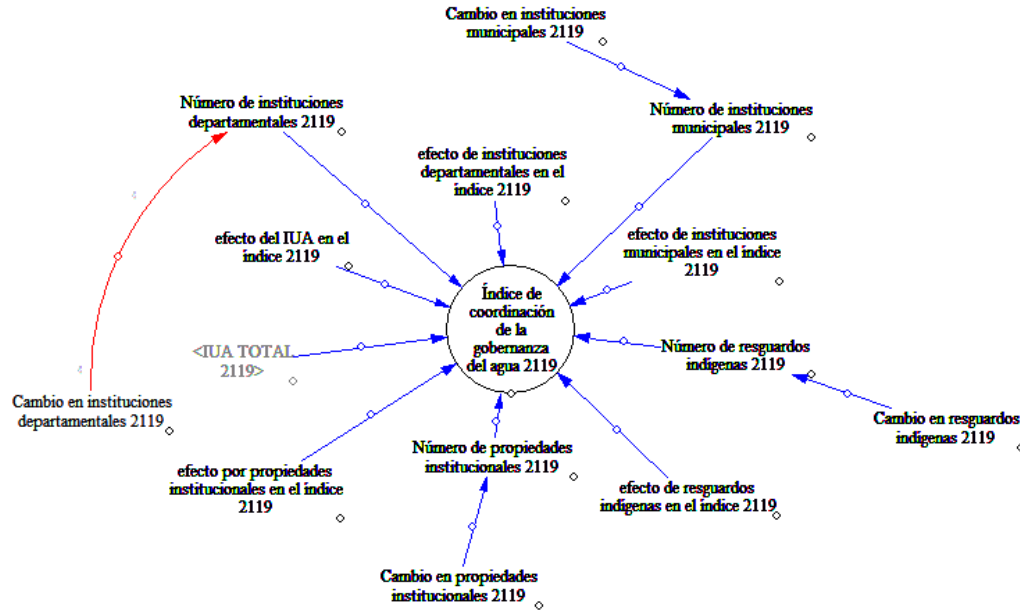 Cambio en instituciones
municipales 2119
Número de instituciones
departamentales 2119
Número de instituciones
municipales 2119
efecto de instituciones
departamentales en el
índice 2119
efecto del IUA en el
índice 2119
efecto de instituciones
municipales en el índice
2119
Índice de
coordinación
de la
gobernanza
del agua 2119
<IUA TOTAL
2119>
Número de resguardos
indígenas 2119
Cambio en instituciones
departamentales 2119
Cambio en resguardos
indígenas 2119
Número de propiedades
institucionales 2119
efecto por propiedades
institucionales en el índice
2119
efecto de resguardos
indígenas en el índice 2119
Cambio en propiedades
institucionales 2119
4
4